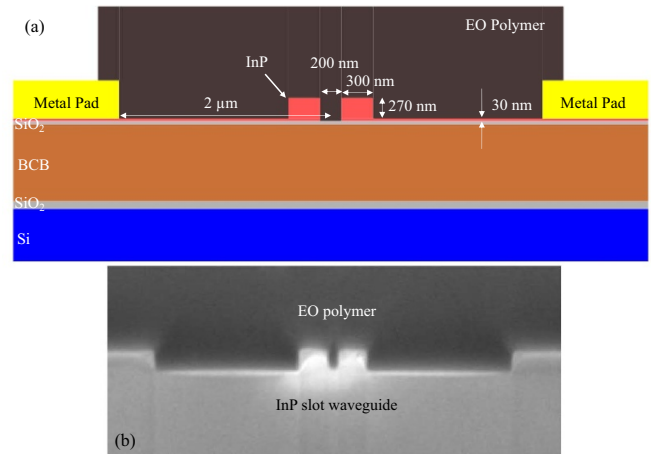 (a)
EO Polymer
200 nm
InP
300 nm
Metal Pad
2 µm
270 nm
30 nm
Metal Pad
SiO₂
BCB
SiO₂
Si
EO polymer
InP slot waveguide
(b)